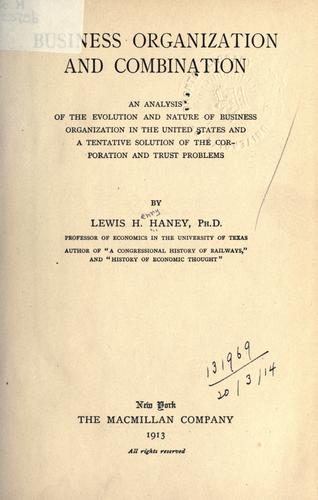 BUSINESS ORGANIZATION
AND COMBINATION
AN ANALYSIS
OF THE EVOLUTION AND NATURE OF BUSINESS
ORGANIZATION IN THE UNITED STATES AND
A TENTATIVE SOLUTION OF THE COR-
PORATION AND TRUST PROBLEMS
BY
enry
LEWIS H. HANEY, PH.D.
PROFESSOR OF ECONOMICS IN THE UNIVERSITY OF TEXAS
AUTHOR OF "A CONGRESSIONAL HISTORY OF RAILWAYS,"
AND "HISTORY OF ECONOMIC THOUGHT"
131969
20/3/14
New York
THE MACMILLAN COMPANY
1913
All rights reserved